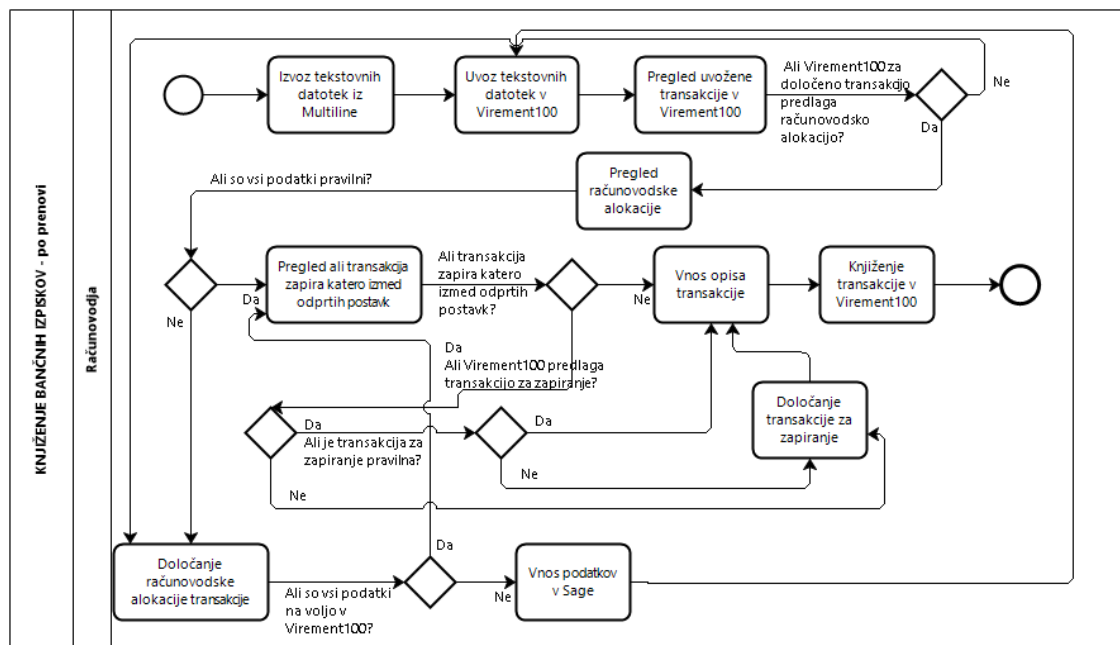 KNJIŽENJE BANČNIH IZPISKOV - po prenovi
Računovodja
Izvoz tekstovnih
datotek iz
Multiline
Uvoz tekstovnih
datotek v
Virement100
Pregled uvožene
transakcije v
Virement100
Ali Virement100 za
določeno transakcijo
predlaga
računovodsko
alokacijo?
Ne
Da
Pregled
računovodske
alokacije
Ali so vsi podatki pravilni?
Da
Ne
Pregled ali transakcija
zapira katero izmed
odprtih postavk
Ali transakcija
zapira katero
izmed odprtih
postavk?
Ne
Vnos opisa
transakcije
Knjiženje
transakcije v
Virement100
Da
Ali Virement100 predlaga
transakcijo za zapiranje?
Da
Ali je transakcija za
zapiranje pravilna?
Ne
Da
Ne
Določanje
transakcije za
zapiranje
Določanje
računovodske
alokacije transakcije
Ali so vsi podatki
na voljo v
Virement100?
Da
Ne
Vnos podatkov
v Sage